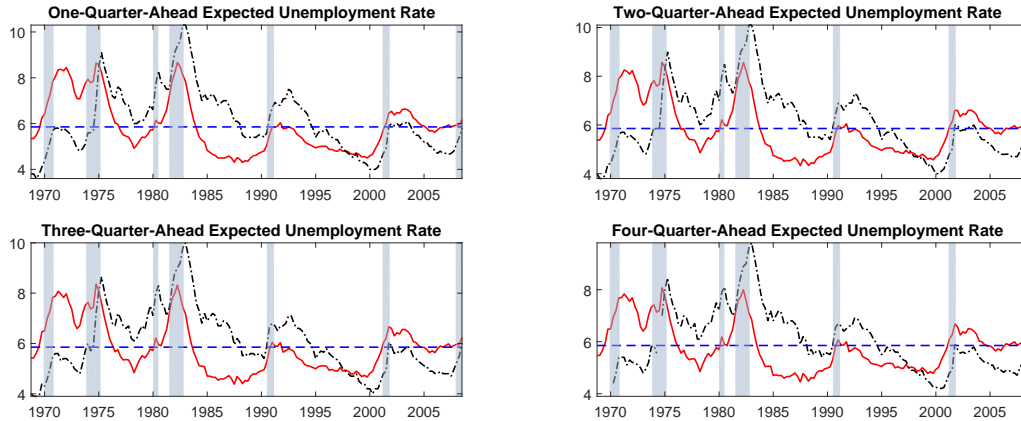 One-Quarter-Ahead Expected Unemployment Rate
10
8
6
4
1970 1975 1980 1985 1990 1995 2000 2005
Two-Quarter-Ahead Expected Unemployment Rate
10
8
6
4
1970 1975 1980 1985 1990 1995 2000 2005
Three-Quarter-Ahead Expected Unemployment Rate
10
8
6
4
1970 1975 1980 1985 1990 1995 2000 2005
Four-Quarter-Ahead Expected Unemployment Rate
8
6
4
1970 1975 1980 1985 1990 1995 2000 2005